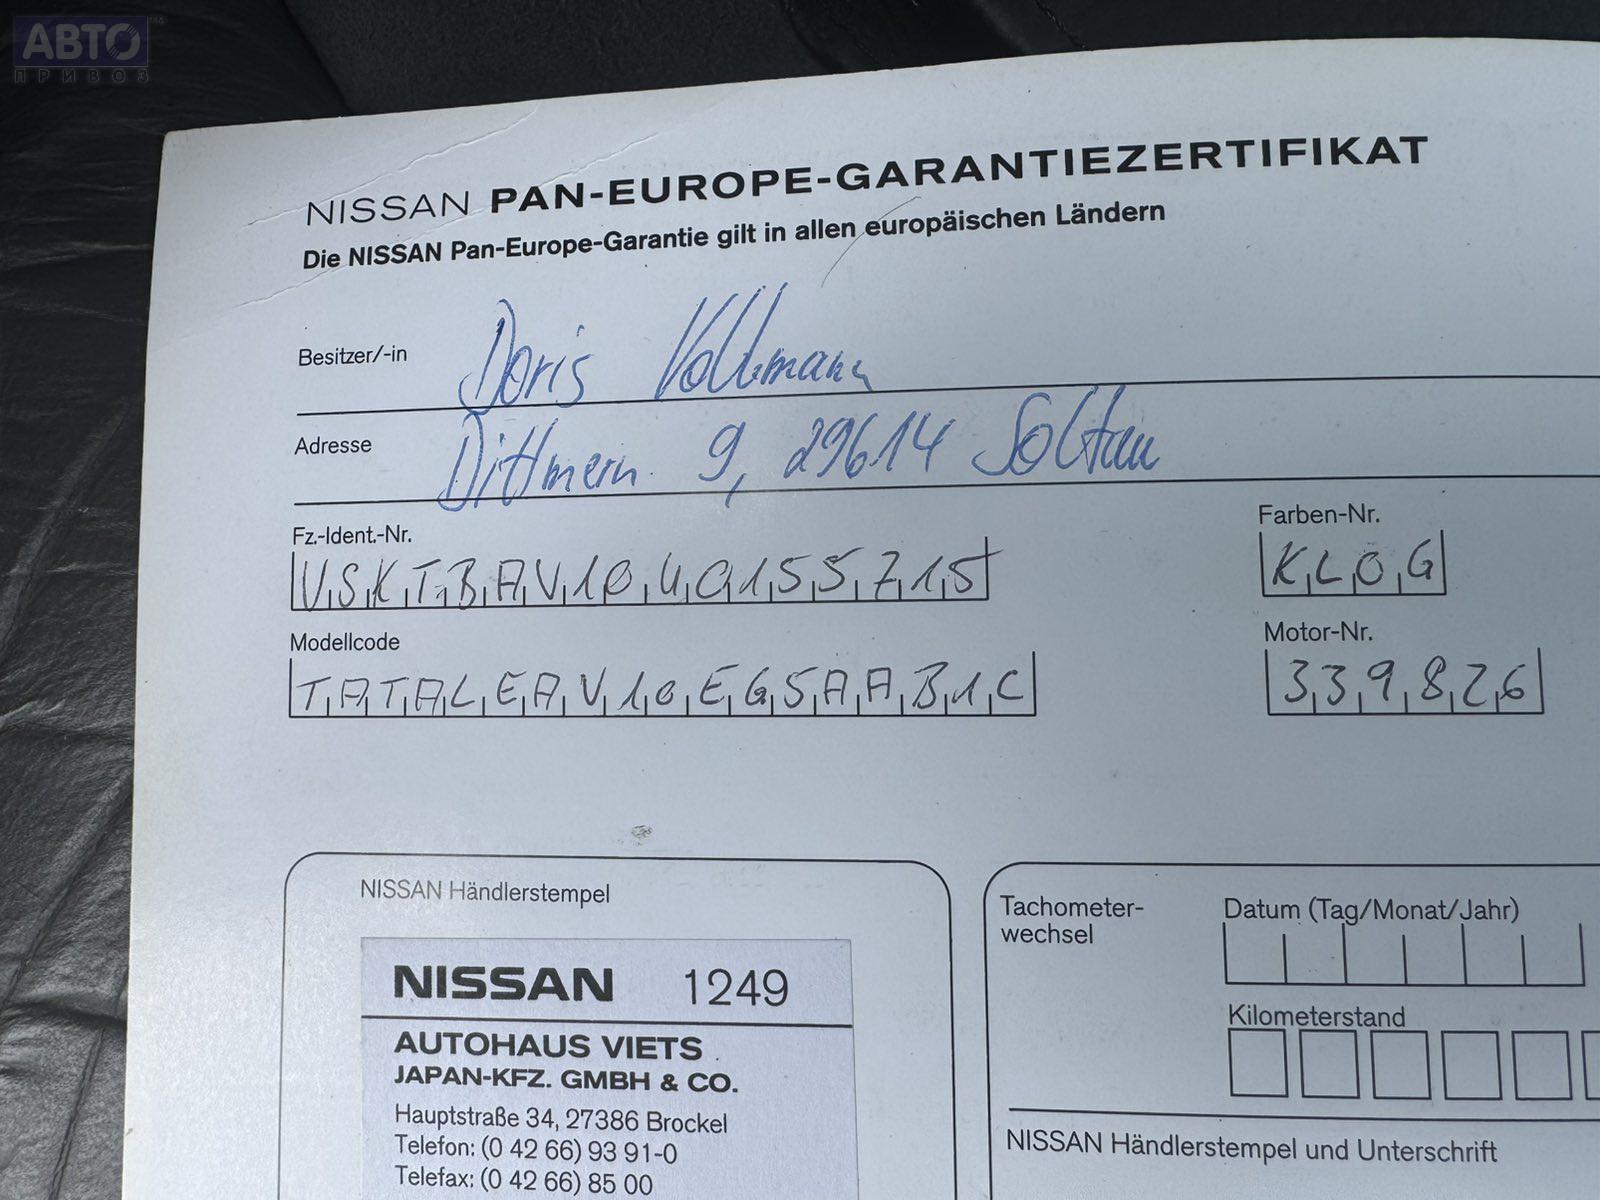 АВТО
ПРИВОЗ
NISSAN PAN-EUROPE-GARANTIEZERTIFIKAT
Die NISSAN Pan-Europe-Garantie gilt in allen europäischen Ländern
Besitzer/-in Doris Volkmann
Adresse Dittmern 9, 29614 Soltau
Fz.-Ident.-Nr. Farben-Nr.
VSKTBAV10U0155715 KLOG
Modellcode Motor-Nr.
TATALEAV10EG5AAB1C 339826
NISSAN Händlerstempel
NISSAN 1249
AUTOHAUS VIETS
JAPAN-KFZ. GMBH & CO.
Hauptstraße 34, 27386 Brockel
Telefon: (0 42 66) 93 91-0
Telefax: (0 42 66) 85 00
Tachometer-
wechsel
Datum (Tag/Monat/Jahr)
Kilometerstand
NISSAN Händlerstempel und Unterschrift